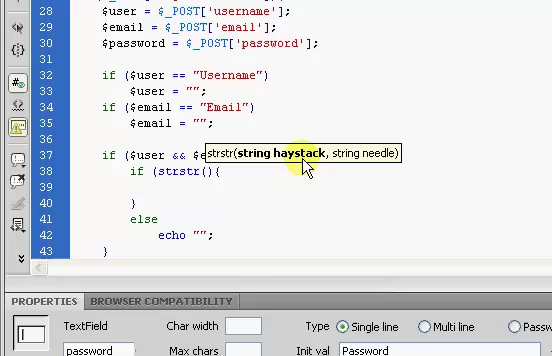 28 $user = $_POST['username'];
29 $email = $_POST['email'];
30 $password = $_POST['password'];
31
32 if ($user == "Username")
33 $user = "";
34 if ($email == "Email")
35 $email = "";
36
strstr(string haystack, string needle)
37 if ($user && $e
38 if (strstr(){
39
40 }
41 else
42 echo "";
43 }
PROPERTIES BROWSER COMPATIBILITY
TextField Char width Type Single line Multi line Passw
password Max chars Init val Password